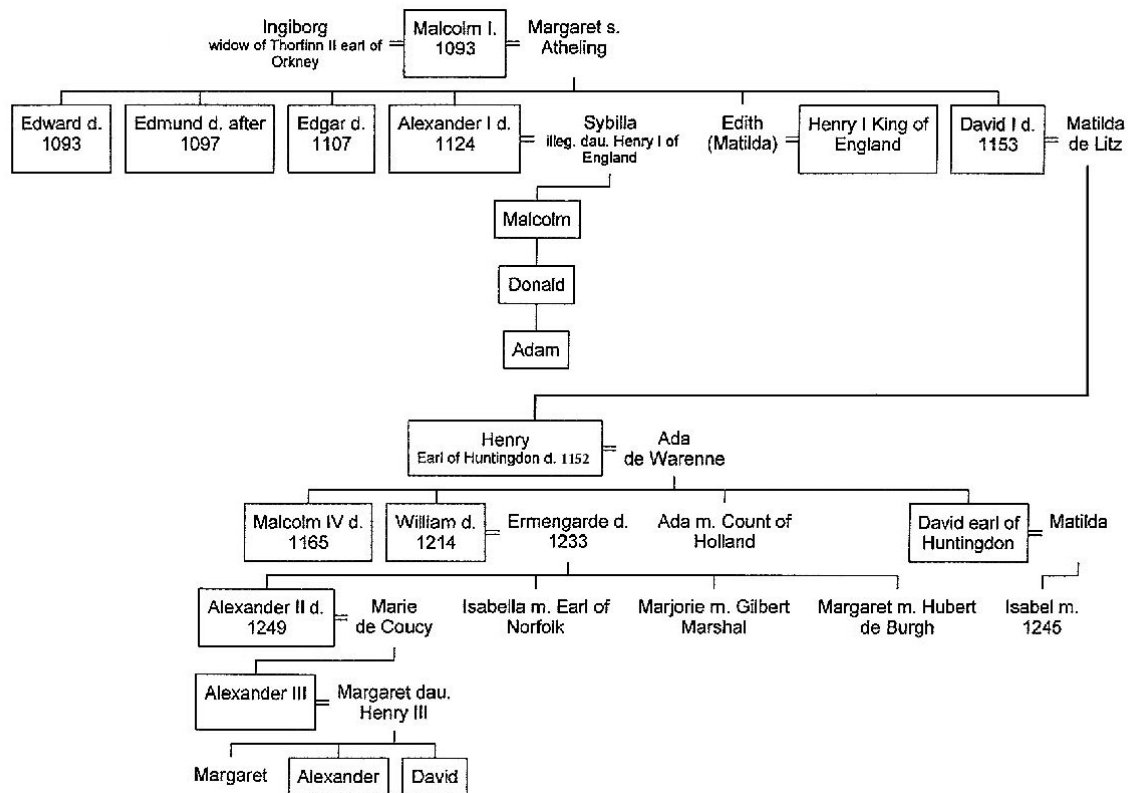 Ingiborg
widow of Thorfinn II earl of
Orkney
Malcolm I.
1093
Margaret s.
Atheling
Edward d.
1093
Edmund d. after
1097
Edgar d.
1107
Alexander I d.
1124
Sybilla
illeg. dau. Henry I of
England
Edith
(Matilda)
Henry I King of
England
David I d.
1153
Matilda
de Litz
Malcolm
Donald
Adam
Henry
Earl of Huntingdon d. 1152
Ada
de Warenne
Malcolm IV d.
1165
William d.
1214
Ermengarde d.
1233
Ada m. Count of
Holland
David earl of
Huntingdon
Matilda
Alexander II d.
1249
Marie
de Coucy
Isabella m. Earl of
Norfolk
Marjorie m. Gilbert
Marshal
Margaret m. Hubert
de Burgh
Isabel m.
1245
Alexander III
Margaret dau.
Henry III
Margaret
Alexander
David